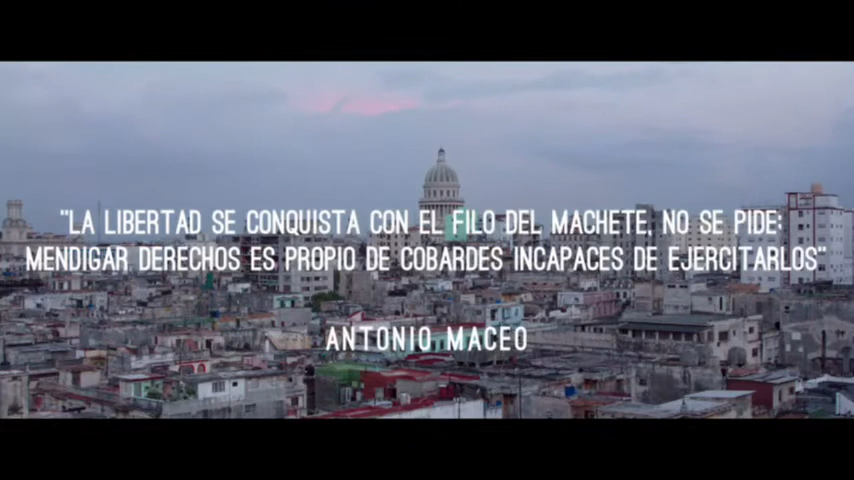 "LA LIBERTAD SE CONQUISTA CON EL FILO DEL MACHETE, NO SE PIDE;
MENDIGAR DERECHOS ES PROPIO DE COBARDES INCAPACES DE EJERCITARLOS"
ANTONIO MACEO